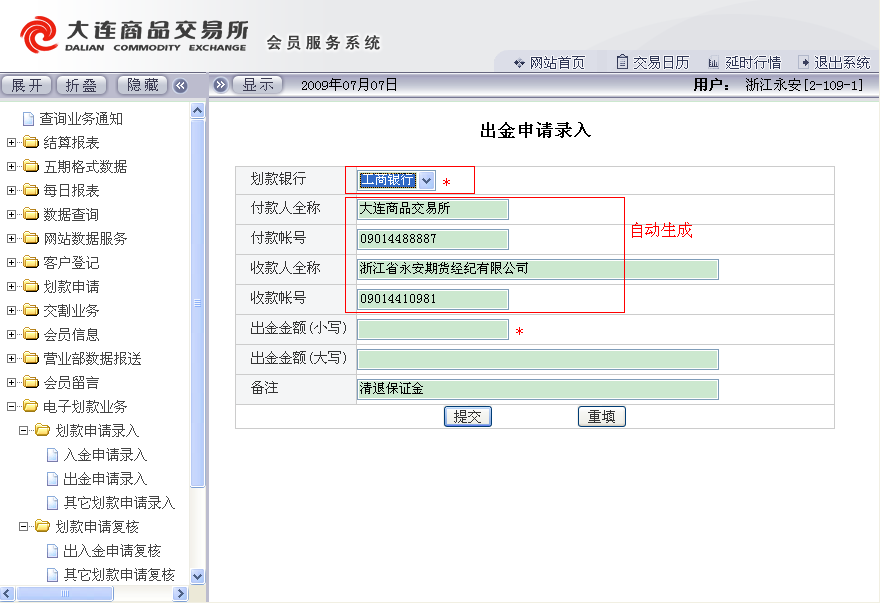 大连商品交易所
DALIAN COMMODITY EXCHANGE
会员服务系统
网站首页 交易日历 延时行情 退出系统
展开 折叠 隐藏 显示 2009年07月07日 用户： 浙江永安[2-109-1]
查询业务通知
结算报表
五期格式数据
每日报表
数据查询
网站数据服务
客户登记
划款申请
交割业务
会员信息
营业部数据报送
会员留言
电子划款业务
划款申请录入
入金申请录入
出金申请录入
其它划款申请录入
划款申请复核
出入金申请复核
其它划款申请复核
出金申请录入
划款银行 工商银行 *
付款人全称 大连商品交易所
付款帐号 09014488887
收款人全称 浙江省永安期货经纪有限公司
收款帐号 09014410981
自动生成
出金金额(小写) *
出金金额(大写)
备注 清退保证金
提交 重填